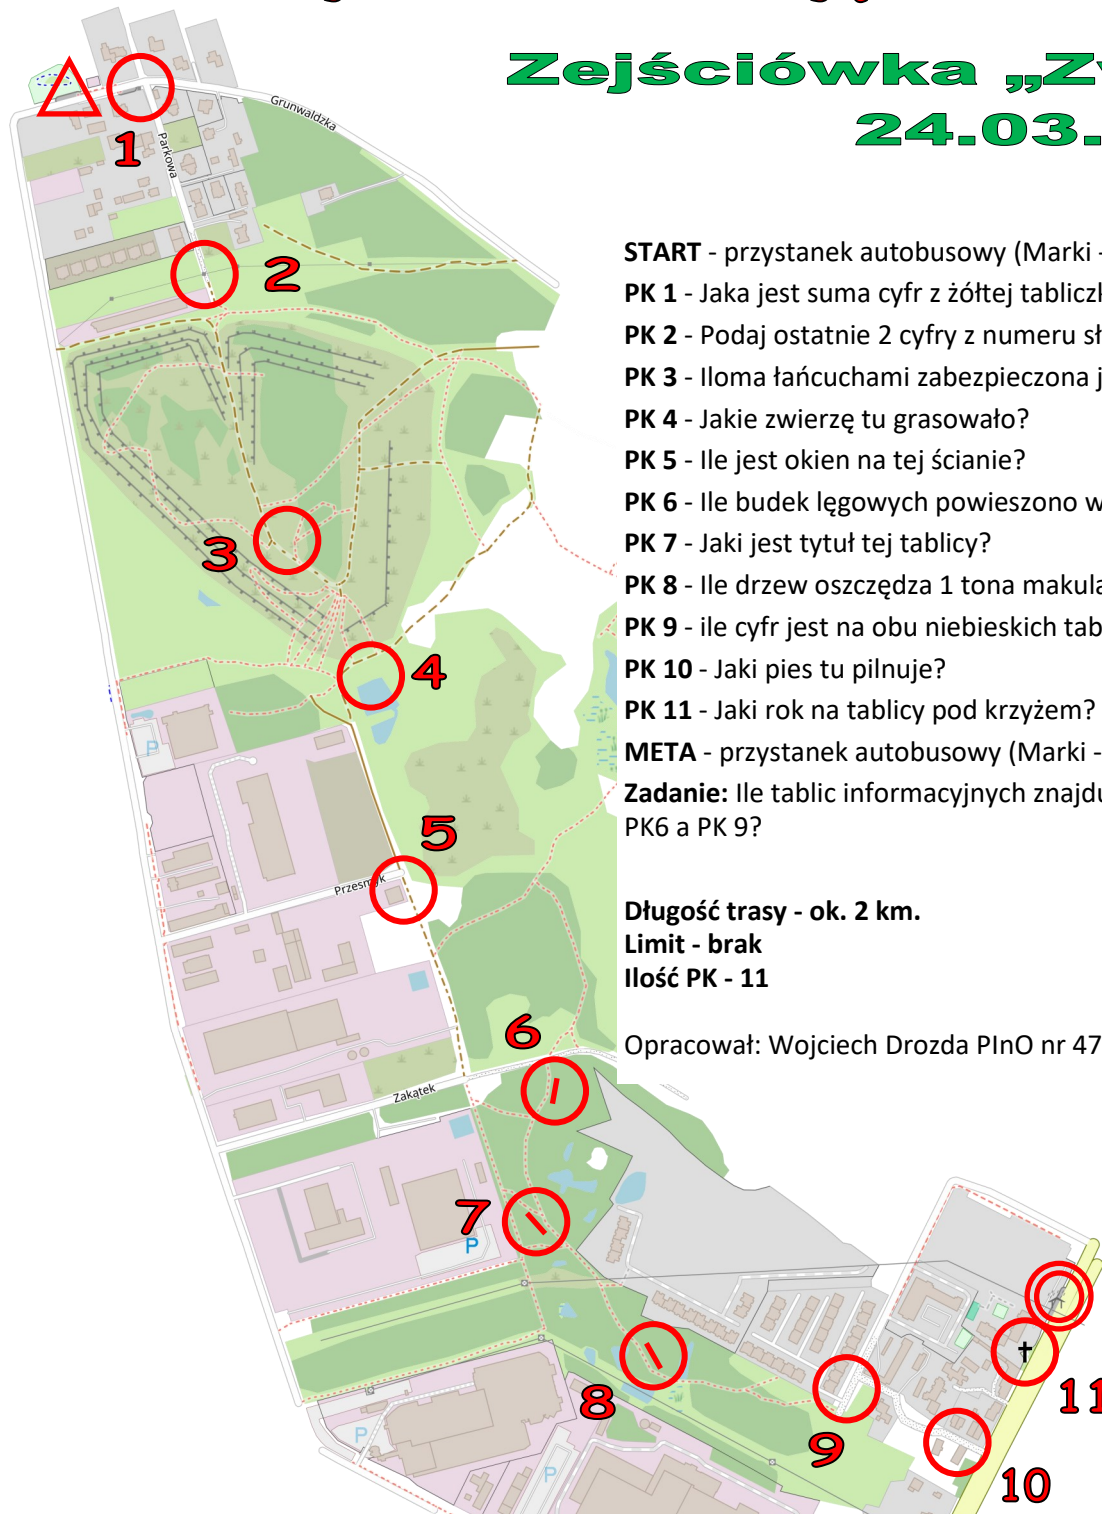 Zejściówka
24.03.
START - przystanek autobusowy (Marki -
PK 1 - Jaka jest suma cyfr z żółtej
PK 2 - Podaj ostatnie 2 cyfry z numeru
PK 3 - Iloma łańcuchami zabezpieczona
PK 4 - Jakie zwierzę tu grasowało?
PK 5 - Ile jest okien na tej ścianie?
PK 6 - Ile budek lęgowych powieszono
PK 7 - Jaki jest tytuł tej tablicy?
PK 8 - Ile drzew oszczędza 1 tona
PK 9 - ile cyfr jest na obu niebieskich
PK 10 - Jaki pies tu pilnuje?
PK 11 - Jaki rok na tablicy pod krzyżem?
META - przystanek autobusowy (Marki -
Zadanie: Ile tablic informacyjnych
PK6 a PK 9?
Długość trasy - ok. 2 km.
Limit - brak
Ilość PK - 11
Opracował: Wojciech Drozda PInO nr 47
Grunwaldzka
1
Parkowa
2
3
4
P
5
Przesmyk
6
Zakątek
7
P
8
9
11
10
P
P